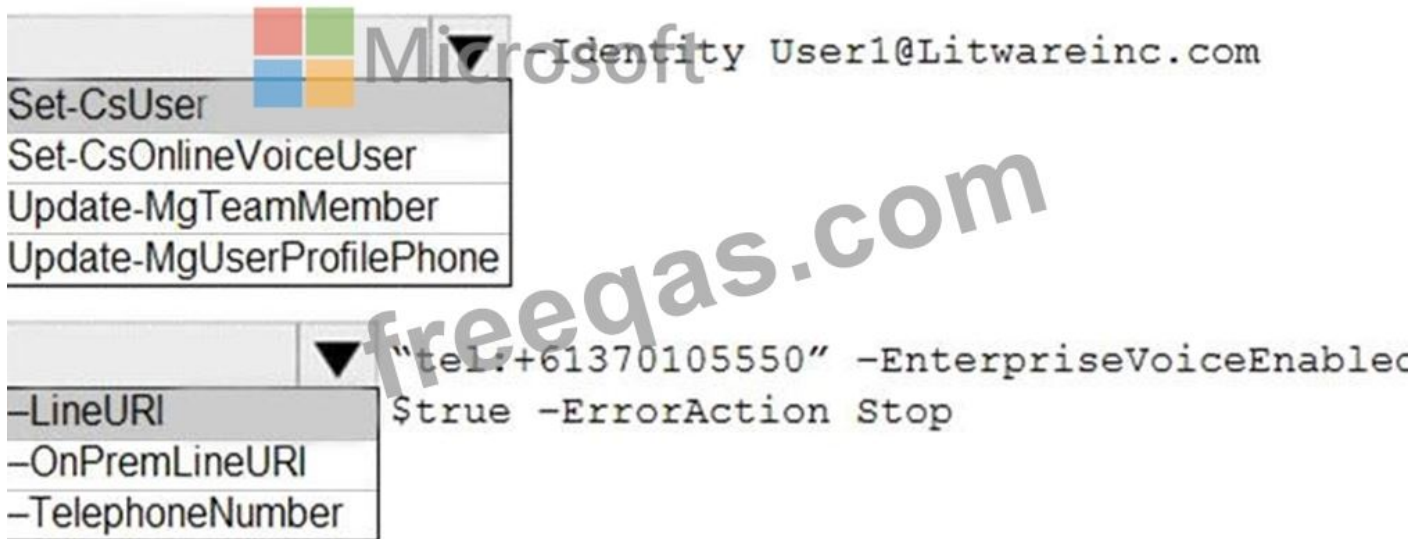 Microsoft
–Identity User1@Litwareinc.com
Set-CsUser
Set-CsOnlineVoiceUser
Update-MgTeamMember
Update-MgUserProfilePhone
freeqas.com
"tel:+61370105550" –EnterpriseVoiceEnabled
$true –ErrorAction Stop
–LineURI
–OnPremLineURI
–TelephoneNumber